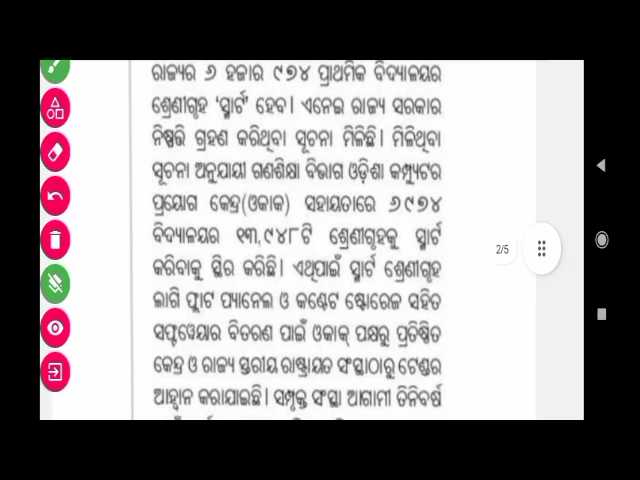 ରାଜ୍ୟର ୬ ହଜାର ୯୭୪ ପ୍ରାଥମିକ ବିଦ୍ୟାଳୟର
ଶ୍ରେଣୀଗୃହ ‘ସ୍ମାର୍ଟ’ ହେବ। ଏନେଇ ରାଜ୍ୟ ସରକାର
ନିଷ୍ପତ୍ତି ଗ୍ରହଣ କରିଥିବା ସୂଚନା ମିଳିଛି। ମିଳିଥିବା
ସୂଚନା ଅନୁଯାୟୀ ଗଣଶିକ୍ଷା ବିଭାଗ ଓଡ଼ିଶା କମ୍ପ୍ୟୁଟର
ପ୍ରୟୋଗ କେନ୍ଦ୍ର(ଓକାକ) ସହାୟତାରେ ୬୯୭୪
ବିଦ୍ୟାଳୟର ୧୩,୯୪୮ଟି ଶ୍ରେଣୀଗୃହକୁ ସ୍ମାର୍ଟ
କରିବାକୁ ସ୍ଥିର କରିଛି। ଏଥିପାଇଁ ସ୍ମାର୍ଟ ଶ୍ରେଣୀଗୃହ
ଲାଗି ଫ୍ଲାଟ ପ୍ୟାନେଲ ଓ କଣ୍ଟେଟ ଷ୍ଟୋରେଜ ସହିତ
ସଫ୍ଟୱେୟାର ବିତରଣ ପାଇଁ ଓକାକ୍ ପକ୍ଷରୁ ପ୍ରତିଷ୍ଠିତ
କେନ୍ଦ୍ର ଓ ରାଜ୍ୟ ସ୍ତରୀୟ ରାଷ୍ଟ୍ରାୟତ ସଂସ୍ଥାଠାରୁ ଟେଣ୍ଡର
ଆହ୍ୱାନ କରାଯାଇଛି। ସମ୍ପୃକ୍ତ ସଂସ୍ଥା ଆଗାମୀ ତିନିବର୍ଷ
2/5